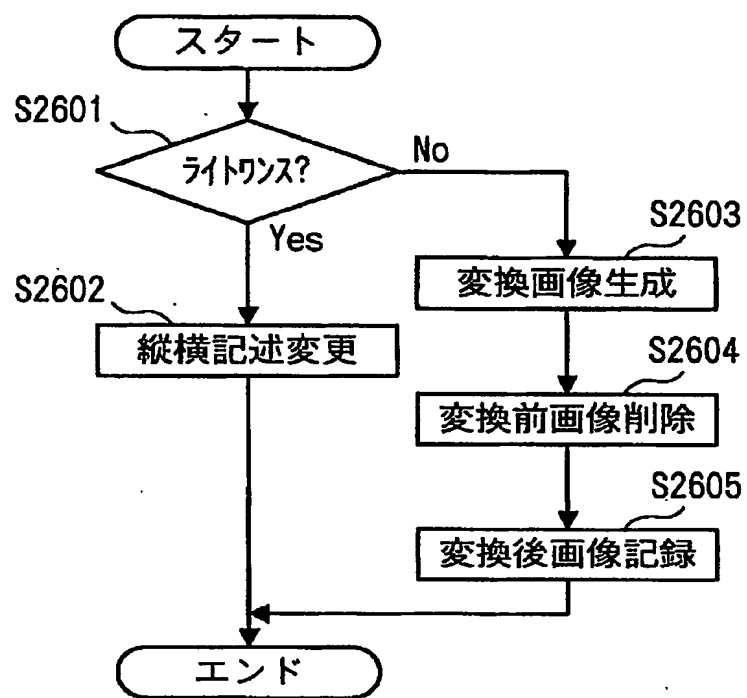 スタート
S2601
ライトワンス?
No
Yes
S2603
変換画像生成
S2602
縦横記述変更
S2604
変換前画像削除
S2605
変換後画像記録
エンド